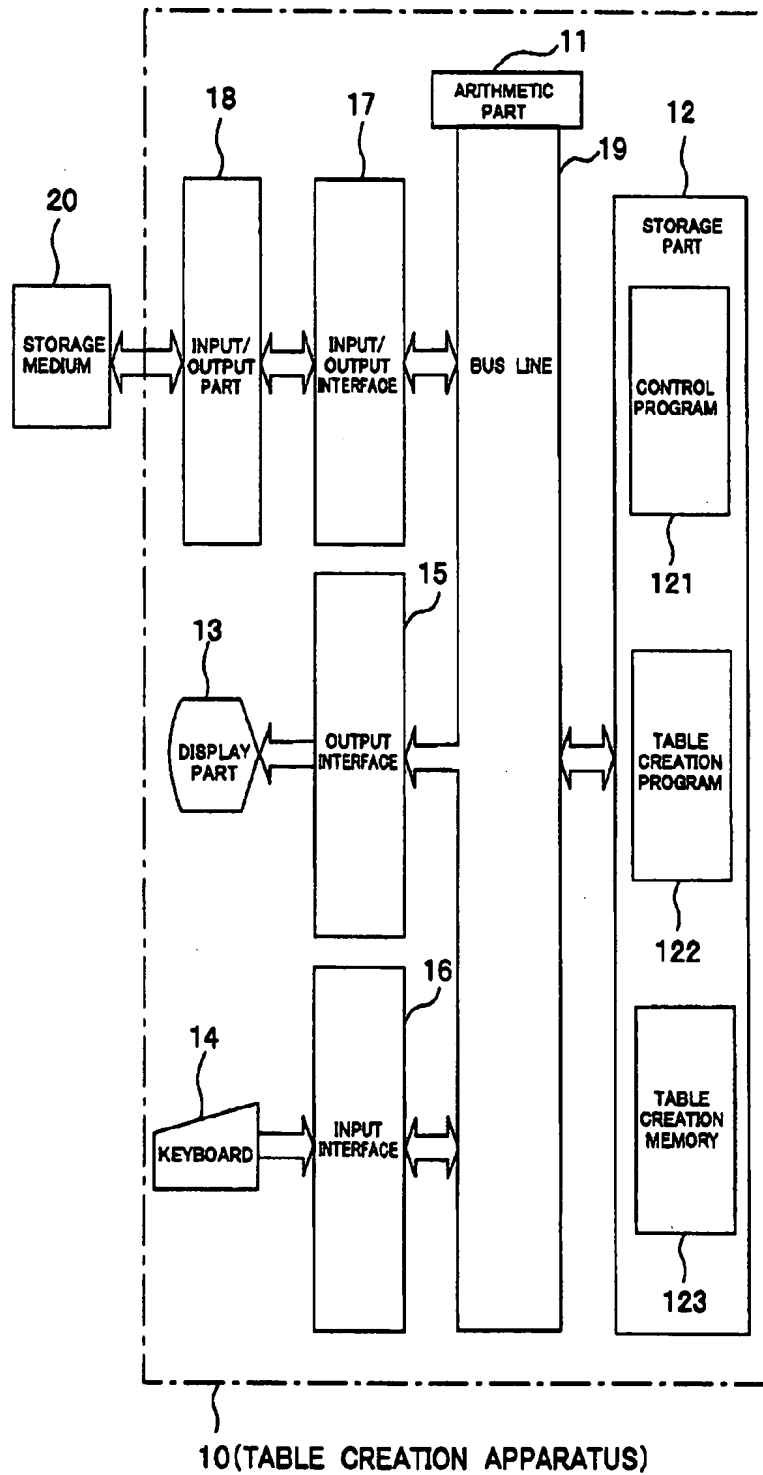 11
ARITHMETIC
PART
18
17
12
19
20
STORAGE
PART
STORAGE
MEDIUM
INPUT/
OUTPUT
PART
INPUT/
OUTPUT
INTERFACE
BUS LINE
CONTROL
PROGRAM
121
15
13
DISPLAY
PART
OUTPUT
INTERFACE
TABLE
CREATION
PROGRAM
122
16
14
KEYBOARD
INPUT
INTERFACE
TABLE
CREATION
MEMORY
123
10(TABLE CREATION APPARATUS)